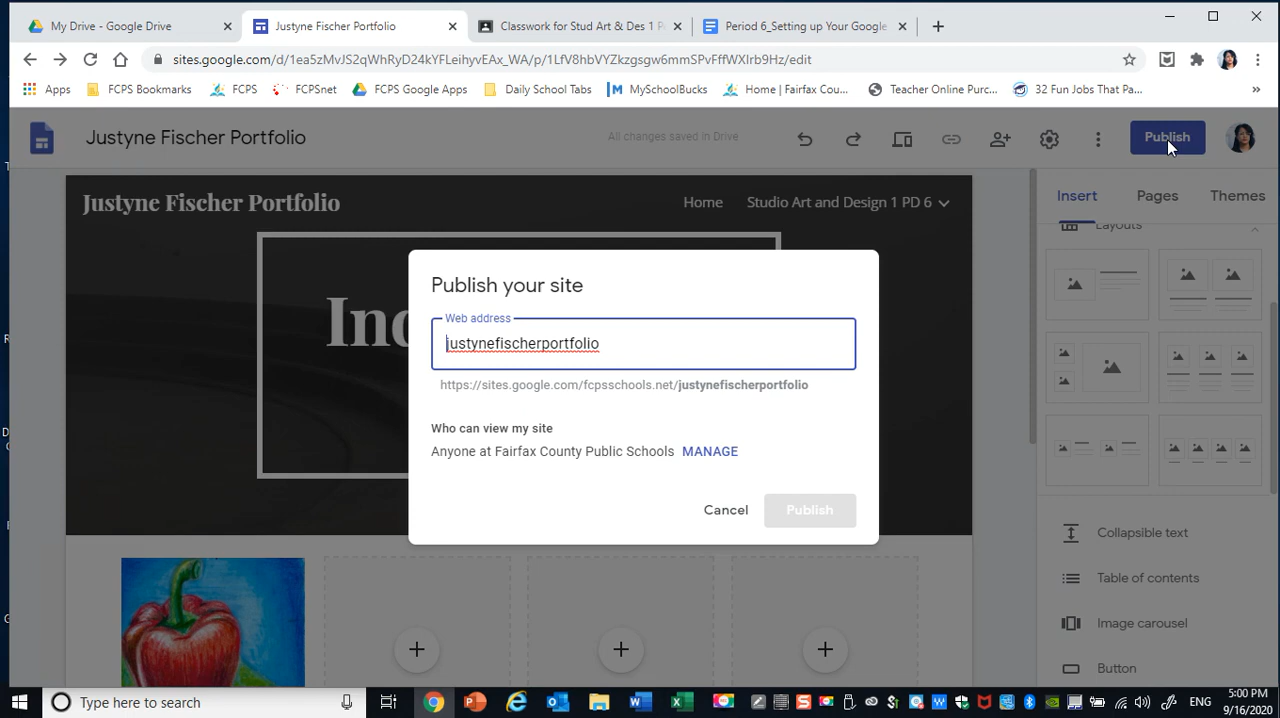 My Drive - Google Drive
Justyne Fischer Portfolio
Classwork for Stud Art & Des 1 P
Period 6_Setting up Your Google
sites.google.com/d/1ea5zMvJS2qWhRyD24kYFLeihyvEAx_WA/p/1LfV8hbVYZkzgsgw6mmSPvFffWXIrb9Hz/edit
Apps
FCPS Bookmarks
FCPS
FCPSnet
FCPS Google Apps
Daily School Tabs
MySchoolBucks
Home | Fairfax Cou...
Teacher Online Purc...
32 Fun Jobs That Pa...
Justyne Fischer Portfolio
All changes saved in Drive
Publish
Justyne Fischer Portfolio
Home
Studio Art and Design 1 PD 6
Insert
Pages
Themes
Layouts
Publish your site
Web address
justynefischerportfolio
https://sites.google.com/fcpsschools.net/justynefischerportfolio
Who can view my site
Anyone at Fairfax County Public Schools MANAGE
Cancel
Publish
Collapsible text
Table of contents
Image carousel
Button
Type here to search
ENG
5:00 PM
9/16/2020